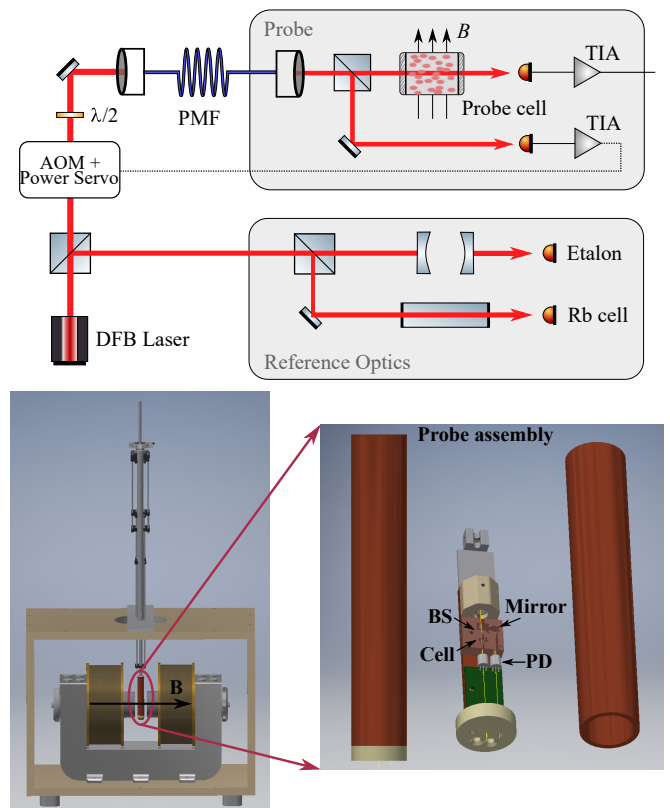 Probe
B
TIA
λ/2
PMF
Probe cell
TIA
AOM +
Power Servo
Etalon
DFB Laser
Rb cell
Reference Optics
Probe assembly
BS
Mirror
Cell
PD
B